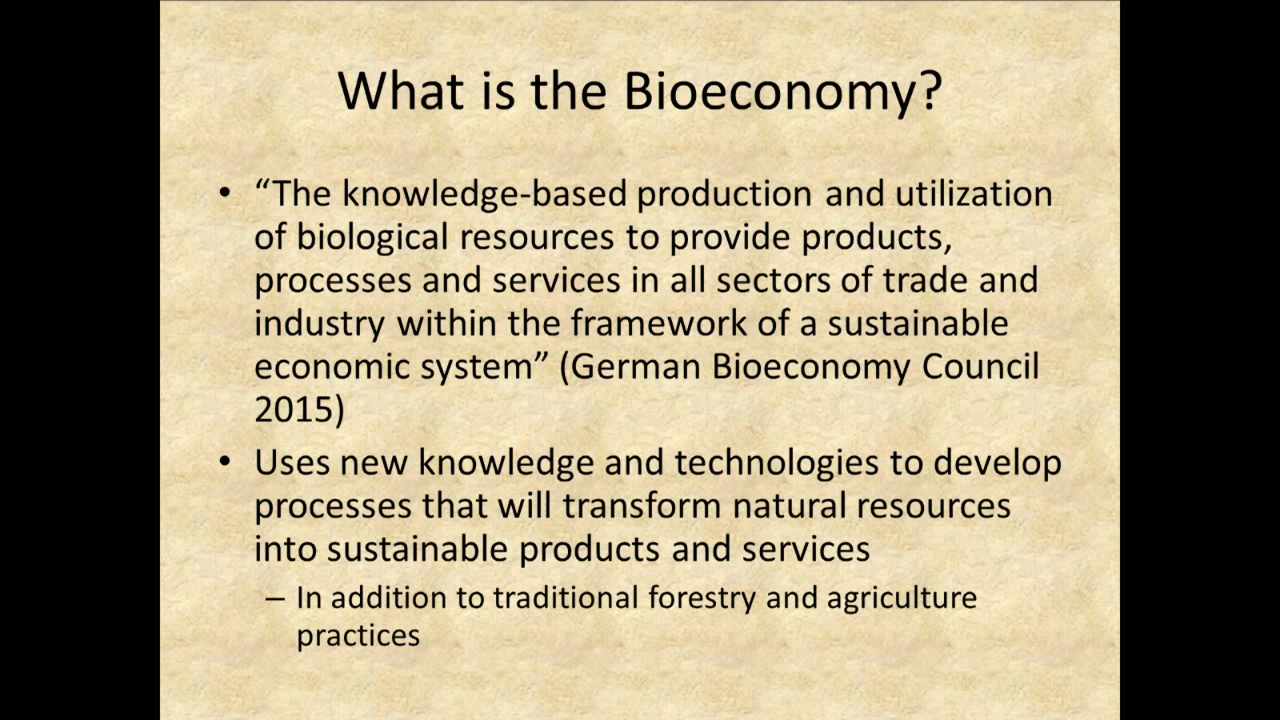 What is the Bioeconomy?
• “The knowledge-based production and utilization
of biological resources to provide products,
processes and services in all sectors of trade and
industry within the framework of a sustainable
economic system” (German Bioeconomy Council
2015)
• Uses new knowledge and technologies to develop
processes that will transform natural resources
into sustainable products and services
– In addition to traditional forestry and agriculture
practices